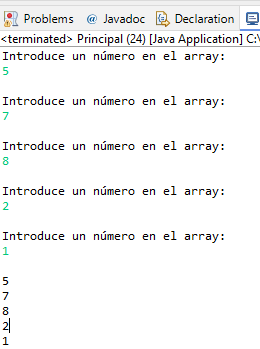 Problems @ Javadoc Declaration
<terminated> Principal (24) [Java Application] C:\
Introduce un número en el array:
5
Introduce un número en el array:
7
Introduce un número en el array:
8
Introduce un número en el array:
2
Introduce un número en el array:
1
5
7
8
2
1